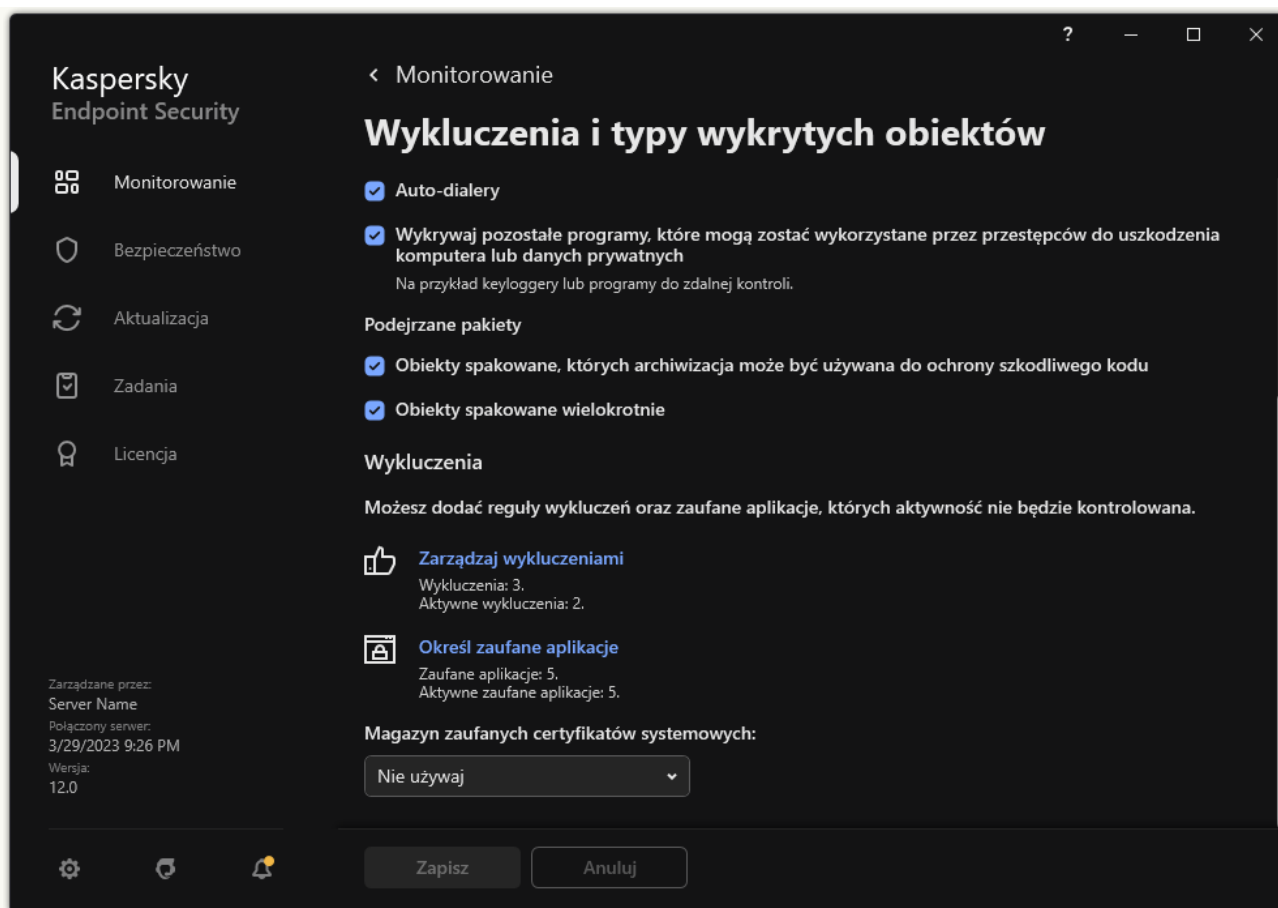 ?
Kaspersky
Endpoint Security
Monitorowanie
Bezpieczeństwo
Aktualizacja
Zadania
Licencja
Zarządzane przez:
Server Name
Połączony serwer:
3/29/2023 9:26 PM
Wersja:
12.0
Monitorowanie
Wykluczenia i typy wykrytych obiektów
Auto-dialery
Wykrywaj pozostałe programy, które mogą zostać wykorzystane przez przestępców do uszkodzenia
komputera lub danych prywatnych
Na przykład keyloggery lub programy do zdalnej kontroli.
Podejrzane pakiety
Obiekty spakowane, których archiwizacja może być używana do ochrony szkodliwego kodu
Obiekty spakowane wielokrotnie
Wykluczenia
Możesz dodać reguły wykluczeń oraz zaufane aplikacje, których aktywność nie będzie kontrolowana.
Zarządzaj wykluczeniami
Wykluczenia: 3.
Aktywne wykluczenia: 2.
Określ zaufane aplikacje
Zaufane aplikacje: 5.
Aktywne zaufane aplikacje: 5.
Magazyn zaufanych certyfikatów systemowych:
Nie używaj
Zapisz
Anuluj